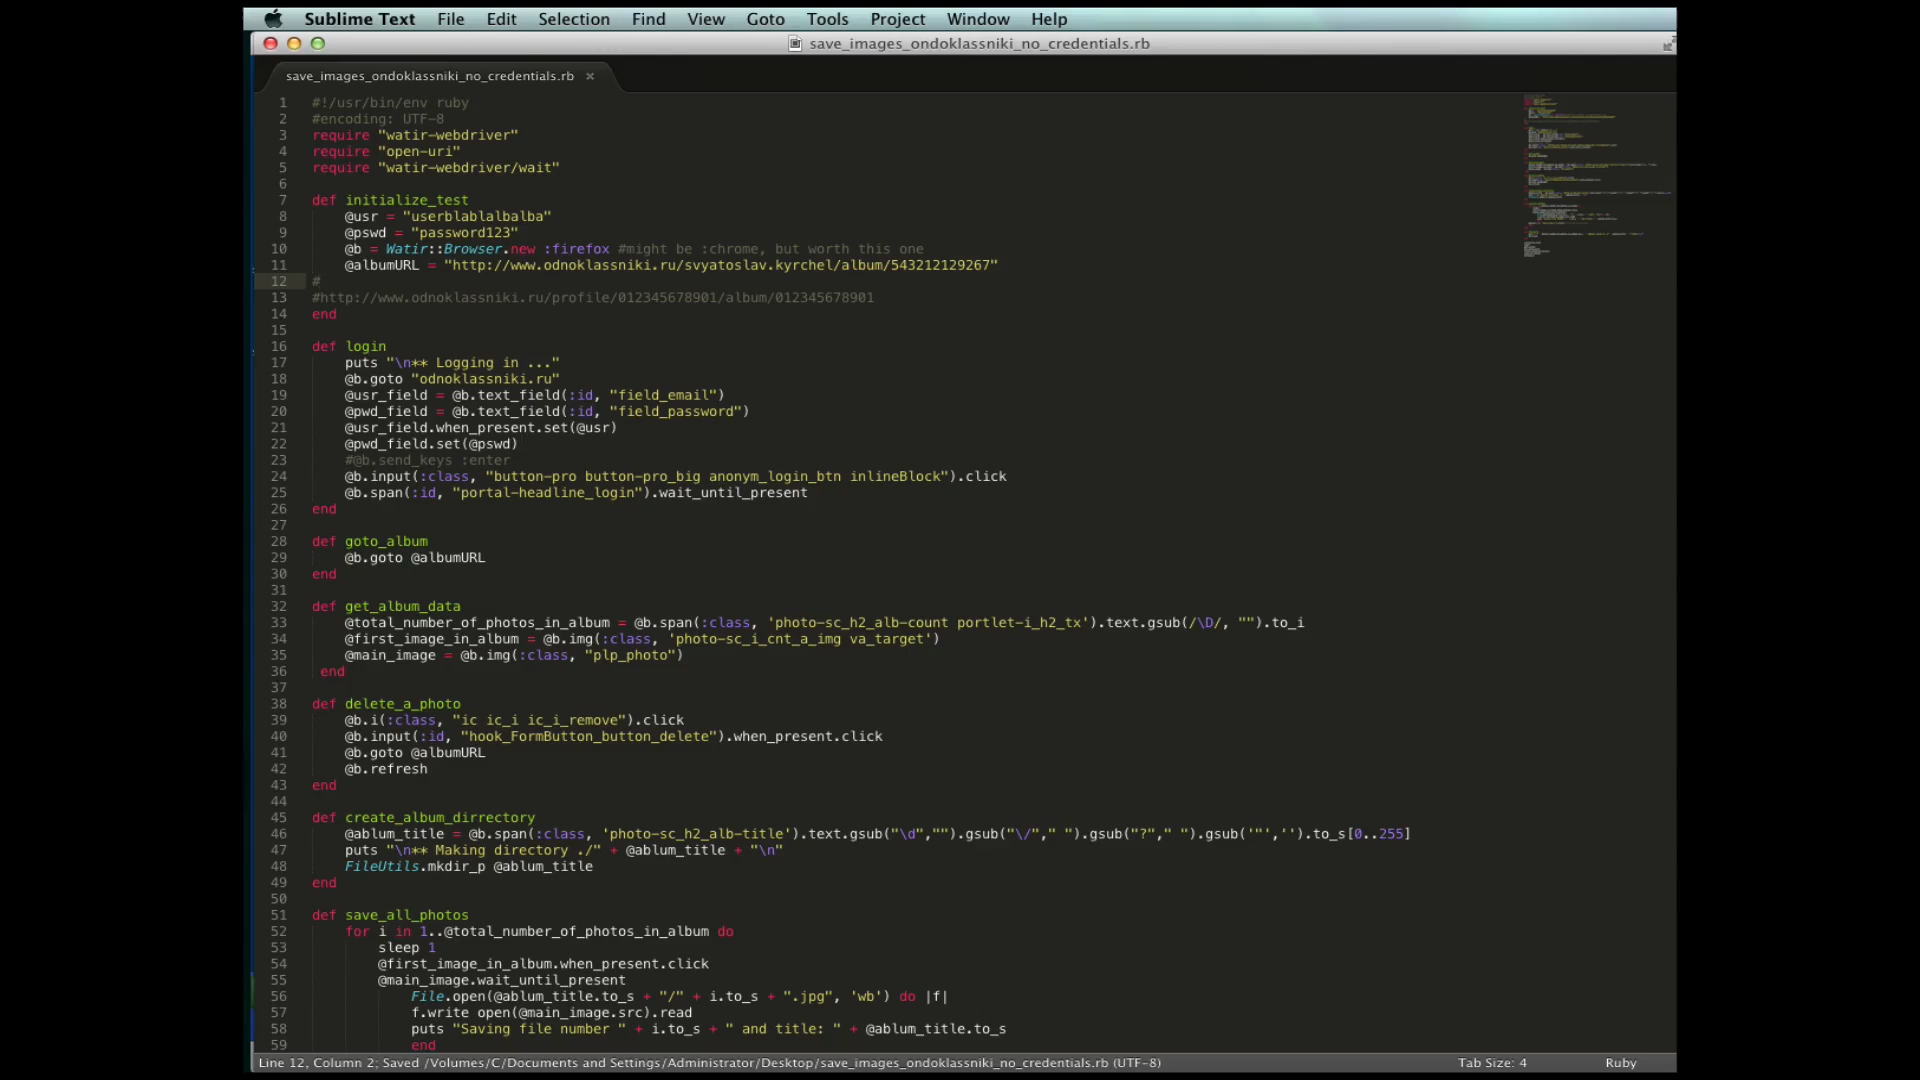 Sublime Text File Edit Selection Find View Goto Tools Project Window Help
save_images_ondoklassniki_no_credentials.rb
save_images_ondoklassniki_no_credentials.rb ×
1 #!/usr/bin/env ruby
2 #encoding: UTF-8
3 require "watir-webdriver"
4 require "open-uri"
5 require "watir-webdriver/wait"
6
7 def initialize_test
8     @usr = "userblablalbalba"
9     @pswd = "password123"
10     @b = Watir::Browser.new :firefox #might be :chrome, but worth this one
11     @albumURL = "http://www.odnoklassniki.ru/svyatoslav.kyrchel/album/543212129267"
12 #
13 #http://www.odnoklassniki.ru/profile/012345678901/album/012345678901
14 end
15
16 def login
17     puts "\n** Logging in ..."
18     @b.goto "odnoklassniki.ru"
19     @usr_field = @b.text_field(:id, "field_email")
20     @pwd_field = @b.text_field(:id, "field_password")
21     @usr_field.when_present.set(@usr)
22     @pwd_field.set(@pswd)
23     #@b.send_keys :enter
24     @b.input(:class, "button-pro button-pro_big anonym_login_btn inlineBlock").click
25     @b.span(:id, "portal-headline_login").wait_until_present
26 end
27
28 def goto_album
29     @b.goto @albumURL
30 end
31
32 def get_album_data
33     @total_number_of_photos_in_album = @b.span(:class, 'photo-sc_h2_alb-count portlet-i_h2_tx').text.gsub(/\D/, "").to_i
34     @first_image_in_album = @b.img(:class, 'photo-sc_i_cnt_a_img va_target')
35     @main_image = @b.img(:class, "plp_photo")
36  end
37
38 def delete_a_photo
39     @b.i(:class, "ic ic_i ic_i_remove").click
40     @b.input(:id, "hook_FormButton_button_delete").when_present.click
41     @b.goto @albumURL
42     @b.refresh
43 end
44
45 def create_album_dirrectory
46     @ablum_title = @b.span(:class, 'photo-sc_h2_alb-title').text.gsub("\d","").gsub("\/"," ").gsub("?"," ").gsub('"','').to_s[0..255]
47     puts "\n** Making directory ./" + @ablum_title + "\n"
48     FileUtils.mkdir_p @ablum_title
49 end
50
51 def save_all_photos
52     for i in 1..@total_number_of_photos_in_album do
53         sleep 1
54         @first_image_in_album.when_present.click
55         @main_image.wait_until_present
56             File.open(@ablum_title.to_s + "/" + i.to_s + ".jpg", 'wb') do |f|
57             f.write open(@main_image.src).read
58             puts "Saving file number " + i.to_s + " and title: " + @ablum_title.to_s
59             end
Line 12, Column 2; Saved /Volumes/C/Documents and Settings/Administrator/Desktop/save_images_ondoklassniki_no_credentials.rb (UTF-8) Tab Size: 4 Ruby